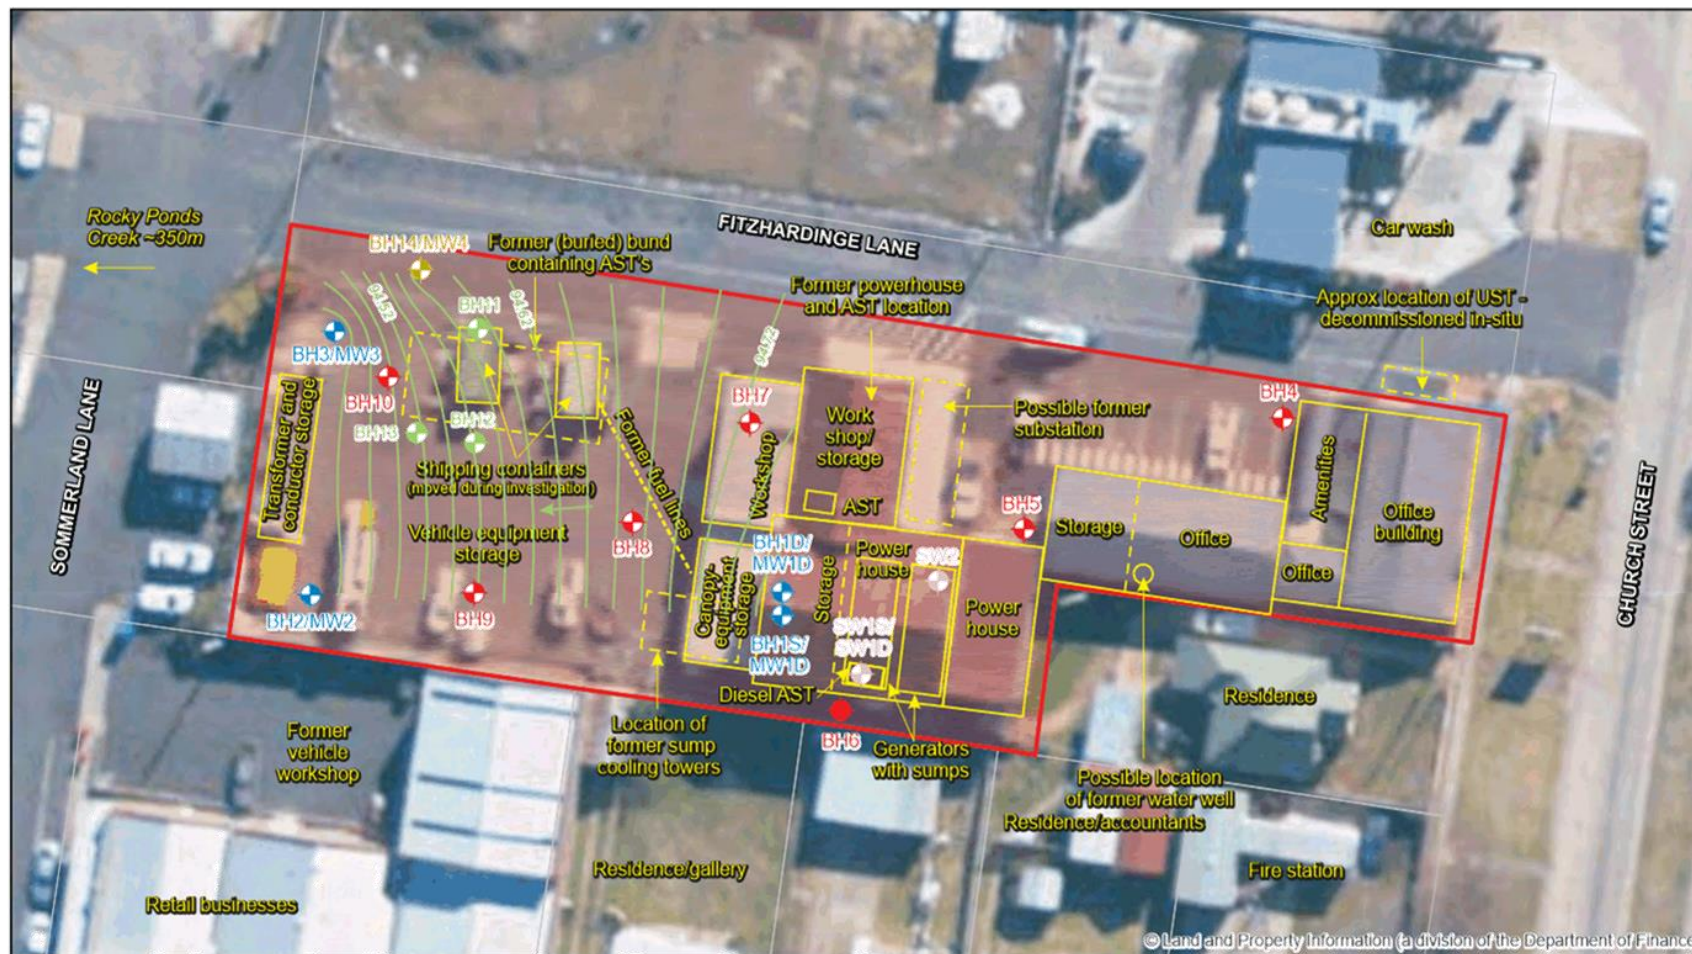 Rocky Ponds
Creek ~350m
BH14/MW4
Former (buried) bund
containing AST's
FITZHARDINGE LANE
Car wash
Former powerhouse
and AST location
Approx location of UST -
decommissioned in-situ
94.52
BH11
94.62
94.72
BH3/MW3
BH10
BH13
BH12
Former fuel lines
BH7
Work
shop/
storage
Possible former
substation
BH4
Transformer and
conductor storage
Shipping containers
(moved during investigation)
Workshop
AST
Amenities
Office
building
SOMMERLAND LANE
CHURCH STREET
Vehicle equipment
storage
BH8
BH5
Storage
Office
Office
BH1D/
MW1D
Power
house
SW2
Storage
Canopy-
equipment
storage
BH2/MW2
BH9
BH1S/
MW1D
SW1S/
SW1D
Power
house
Diesel AST
Residence
Former
vehicle
workshop
Location of
former sump
cooling towers
BH6
Generators
with sumps
Possible location
of former water well
Residence/accountants
Residence/gallery
Fire station
Retail businesses
© Land and Property Information (a division of the Department of Finance